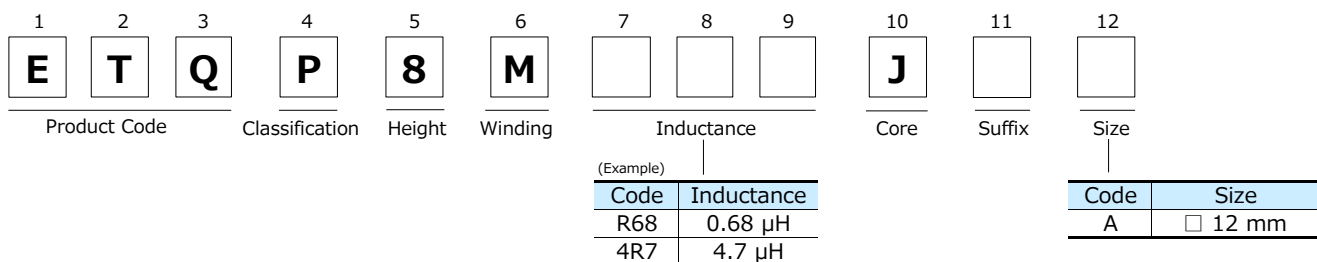 1 2 3 4 5 6 7 8 9 10 11 12
E T Q P 8 M J
Product Code Classification Height Winding Inductance Core Suffix Size
(Example)
Code Inductance
R68 0.68 µH
4R7 4.7 µH
Code Size
A □ 12 mm